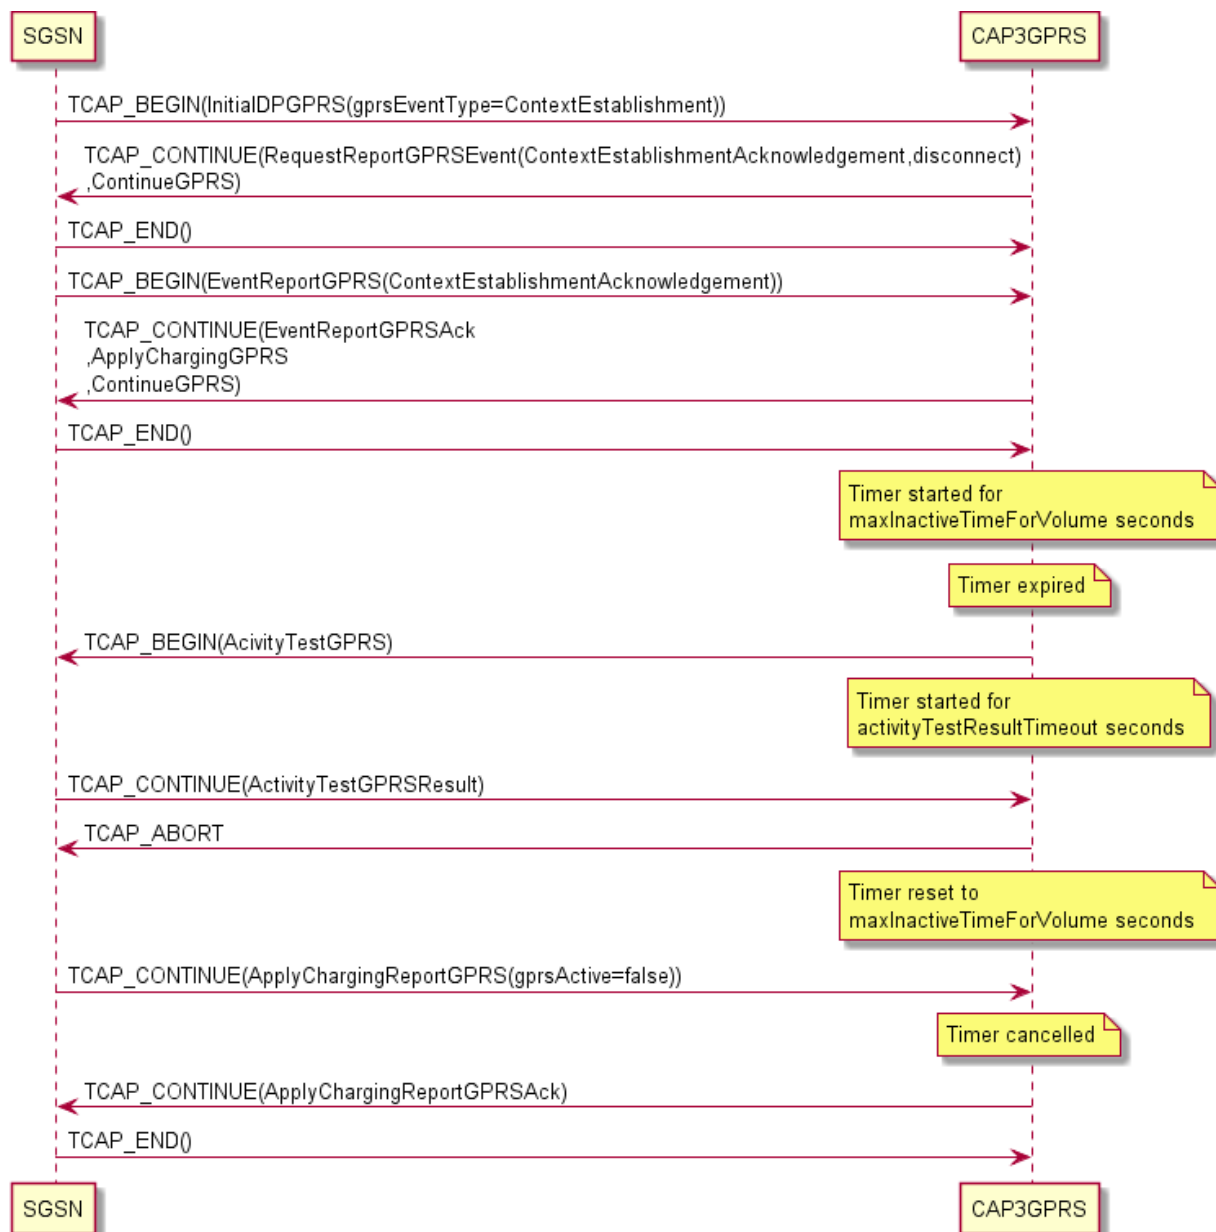 SGSN
CAP3GPRS
TCAP_BEGIN(InitialDPGPRS(gprsEventType=ContextEstablishment))
TCAP_CONTINUE(RequestReportGPRSEvent(ContextEstablishmentAcknowledgement,disconnect)
,ContinueGPRS)
TCAP_END()
TCAP_BEGIN(EventReportGPRS(ContextEstablishmentAcknowledgement))
TCAP_CONTINUE(EventReportGPRSAck
,ApplyChargingGPRS
,ContinueGPRS)
TCAP_END()
Timer started for
maxInactiveTimeForVolume seconds
Timer expired
TCAP_BEGIN(AcivityTestGPRS)
Timer started for
activityTestResultTimeout seconds
TCAP_CONTINUE(ActivityTestGPRSResult)
TCAP_ABORT
Timer reset to
maxInactiveTimeForVolume seconds
TCAP_CONTINUE(ApplyChargingReportGPRS(gprsActive=false))
Timer cancelled
TCAP_CONTINUE(ApplyChargingReportGPRSAck)
TCAP_END()
SGSN
CAP3GPRS